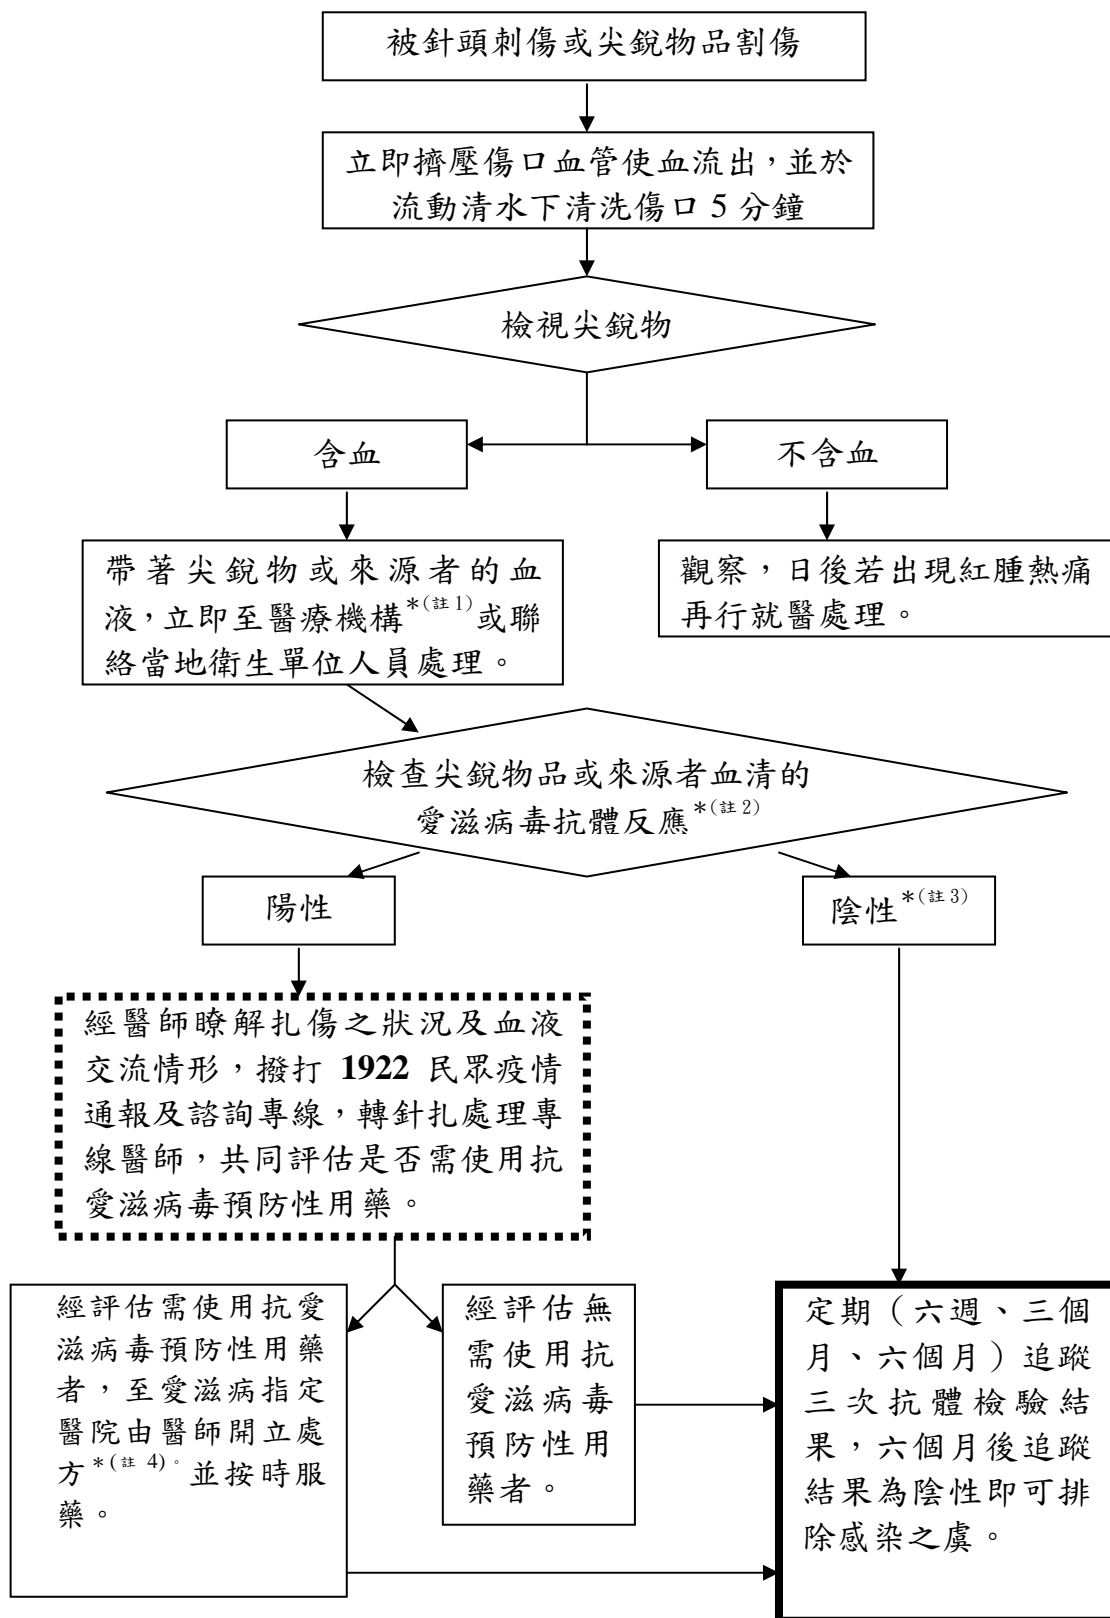 被針頭刺傷或尖銳物品割傷
立即擠壓傷口血管使血流出，並於
流動清水下清洗傷口 5 分鐘
檢視尖銳物
含血
不含血
帶著尖銳物或來源者的血
液，立即至醫療機構*(註 1)或聯
絡當地衛生單位人員處理。
觀察，日後若出現紅腫熱痛
再行就醫處理。
檢查尖銳物品或來源者血清的
愛滋病毒抗體反應*(註 2)
陽性
陰性*(註 3)
經醫師瞭解扎傷之狀況及血液
交流情形，撥打 1922 民眾疫情
通報及諮詢專線，轉針扎處理專
線醫師，共同評估是否需使用抗
愛滋病毒預防性用藥。
經評估需使用抗愛
滋病毒預防性用藥
者，至愛滋病指定
醫院由醫師開立處
方*(註 4)。並按時服
藥。
經評估無
需使用抗
愛滋病毒
預防性用
藥者。
定期（六週、三個
月、六個月）追蹤
三次抗體檢驗結
果，六個月後追蹤
結果為陰性即可排
除感染之虞。